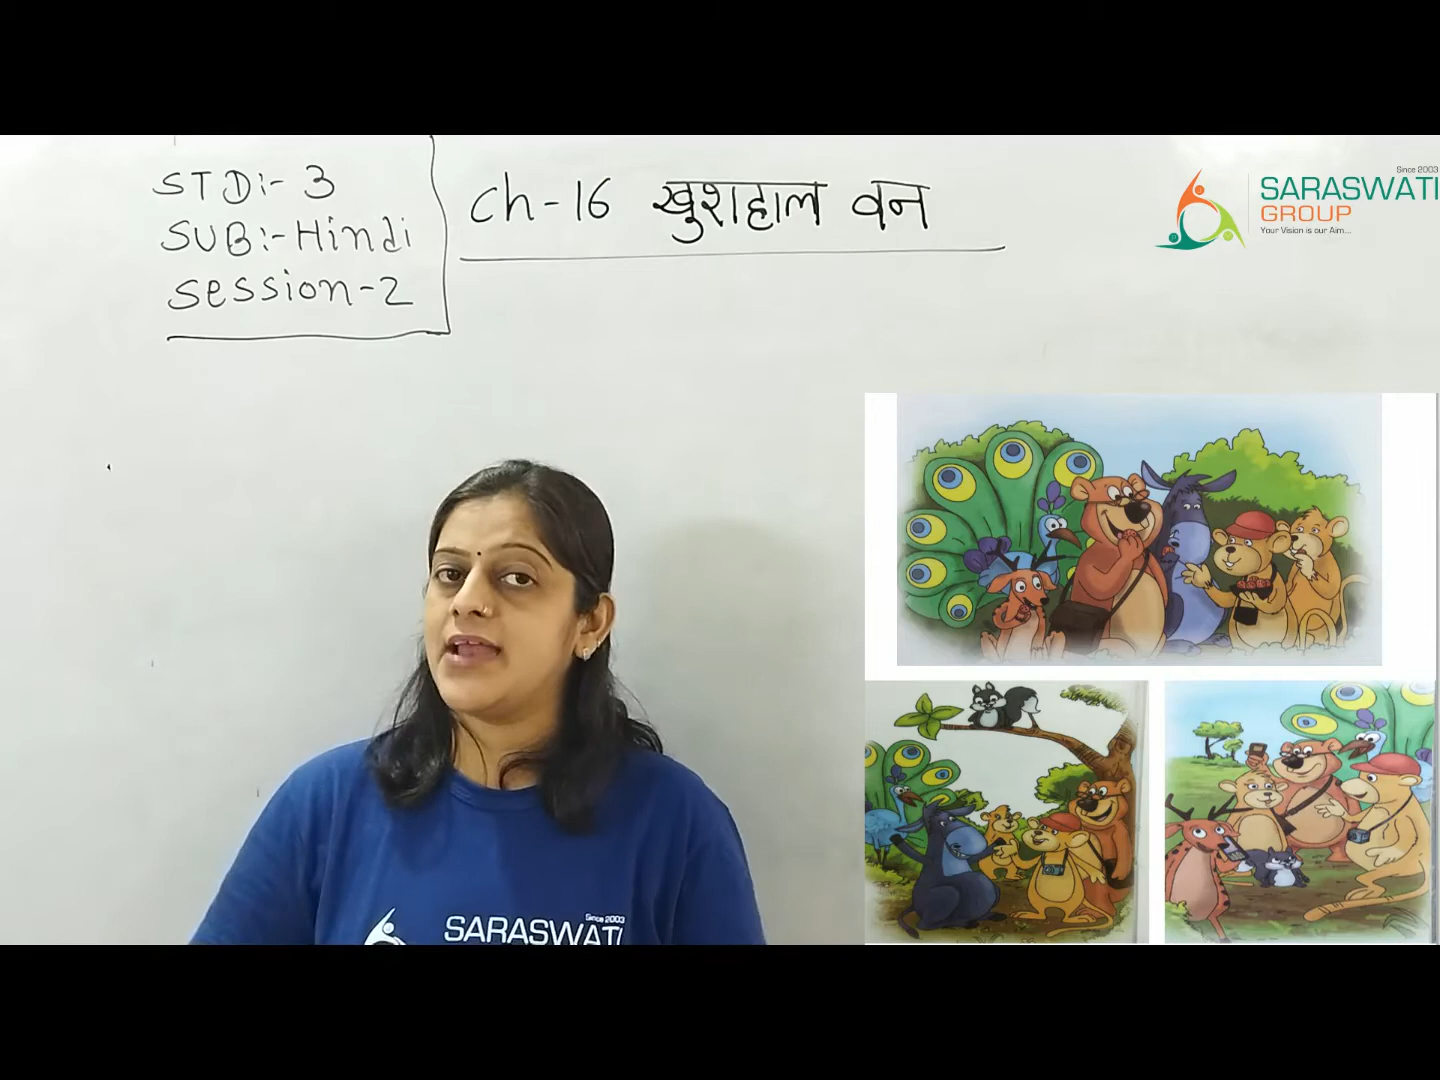 STD:- 3
SUB:- Hindi
Session-2
Ch-16 खुशहाल वन
Since 2003
SARASWATI
GROUP
Your Vision is our Aim...
Since 2003
SARASWATI